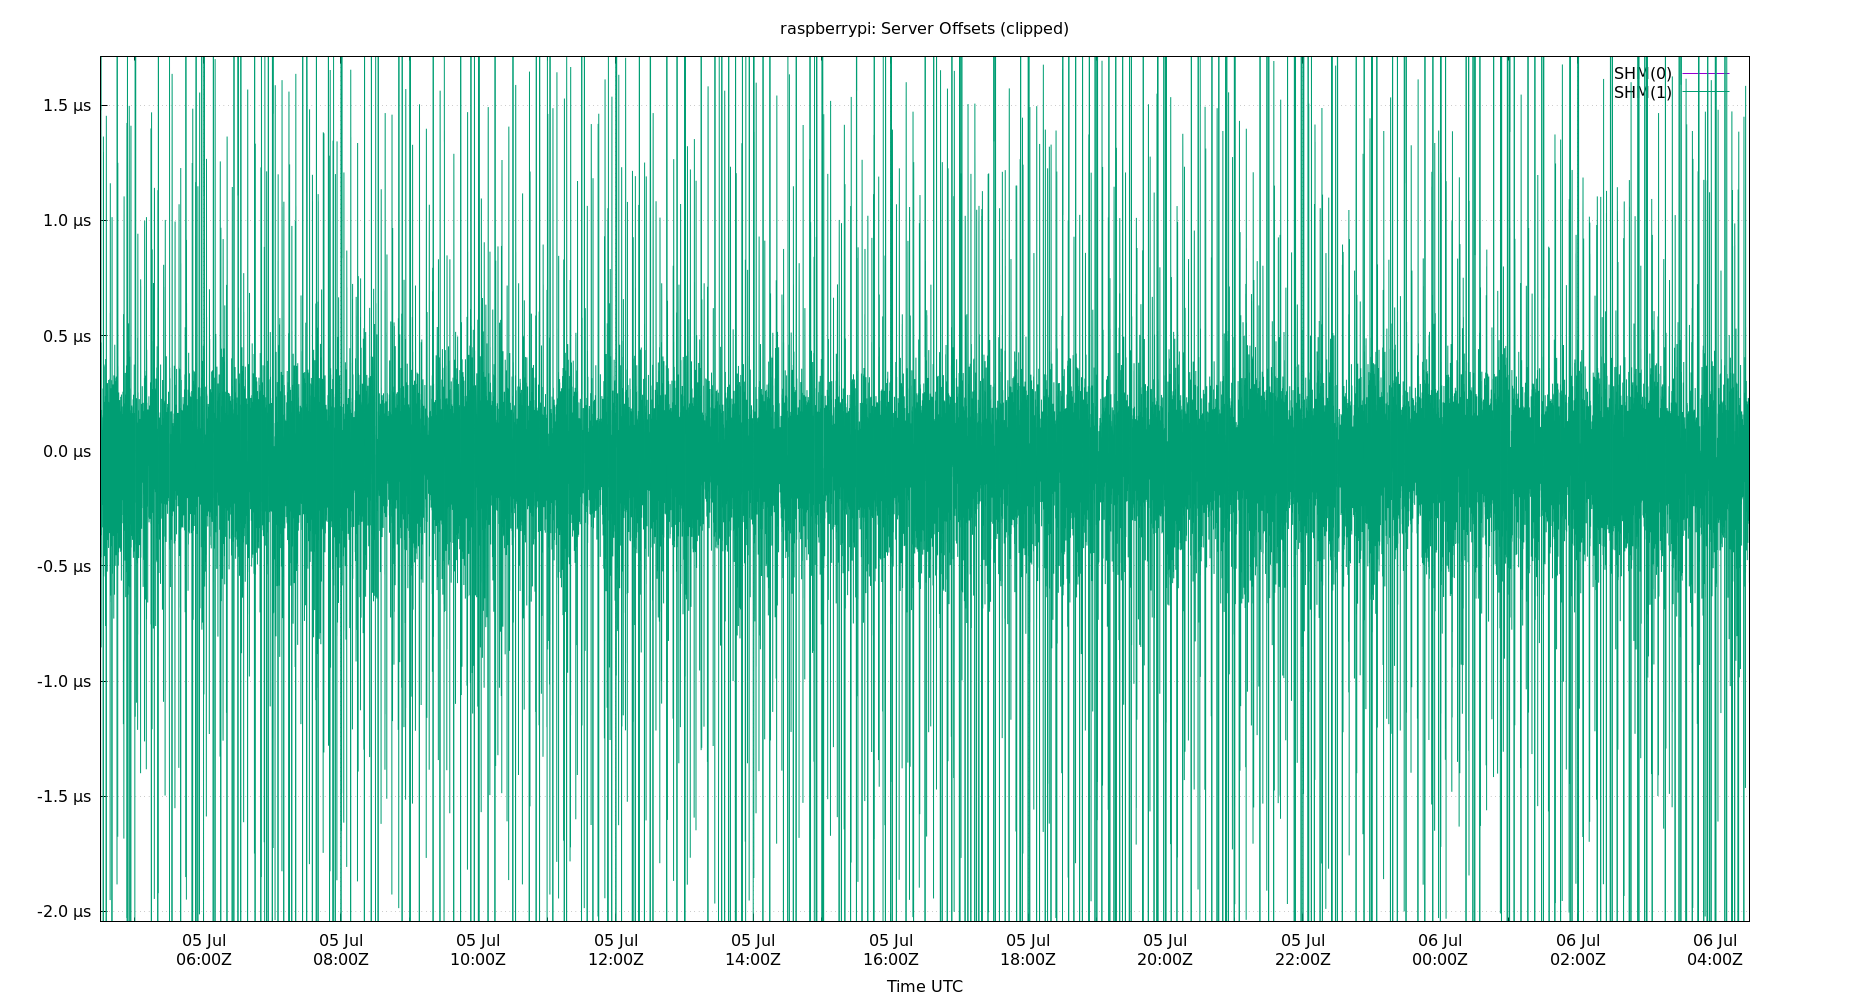 raspberrypi: Server Offsets (clipped)
SHM(0)
SHM(1)
1.5 µs
1.0 µs
0.5 µs
0.0 µs
-0.5 µs
-1.0 µs
-1.5 µs
-2.0 µs
05 Jul 05 Jul 05 Jul 05 Jul 05 Jul 05 Jul 05 Jul 05 Jul 05 Jul 06 Jul 06 Jul 06 Jul
06:00Z 08:00Z 10:00Z 12:00Z 14:00Z 16:00Z 18:00Z 20:00Z 22:00Z 00:00Z 02:00Z 04:00Z
Time UTC